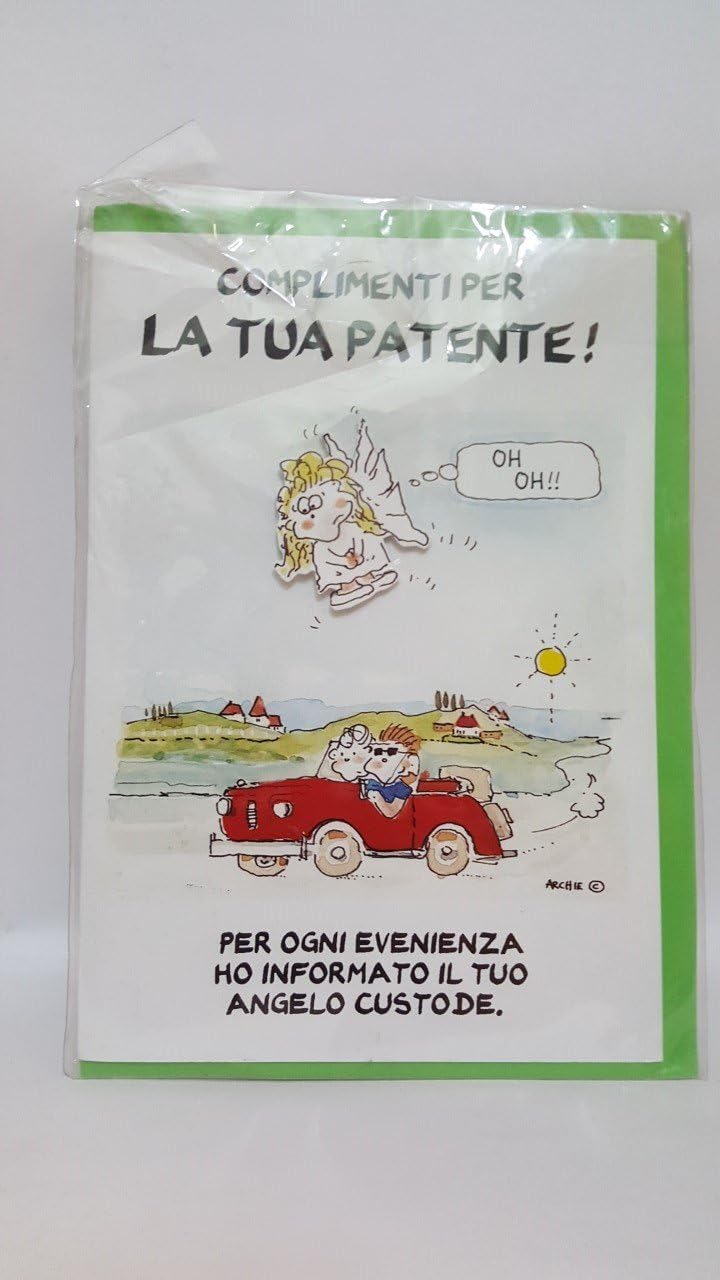 COMPLIMENTI PER
LA TUA PATENTE!
OH
OH!!
ARCHIE ©
PER OGNI EVENIENZA
HO INFORMATO IL TUO
ANGELO CUSTODE.